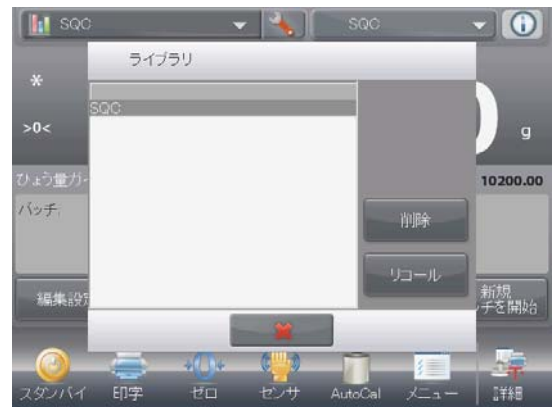 SQC SQC
ライブラリ
*
SQC
>0<
g
ひょう量ガ
10200.00
バッチ:
削除
リコール
編集設
新規
チを開始
スタンバイ 印字 ゼロ センサ AutoCal メニュー 詳細